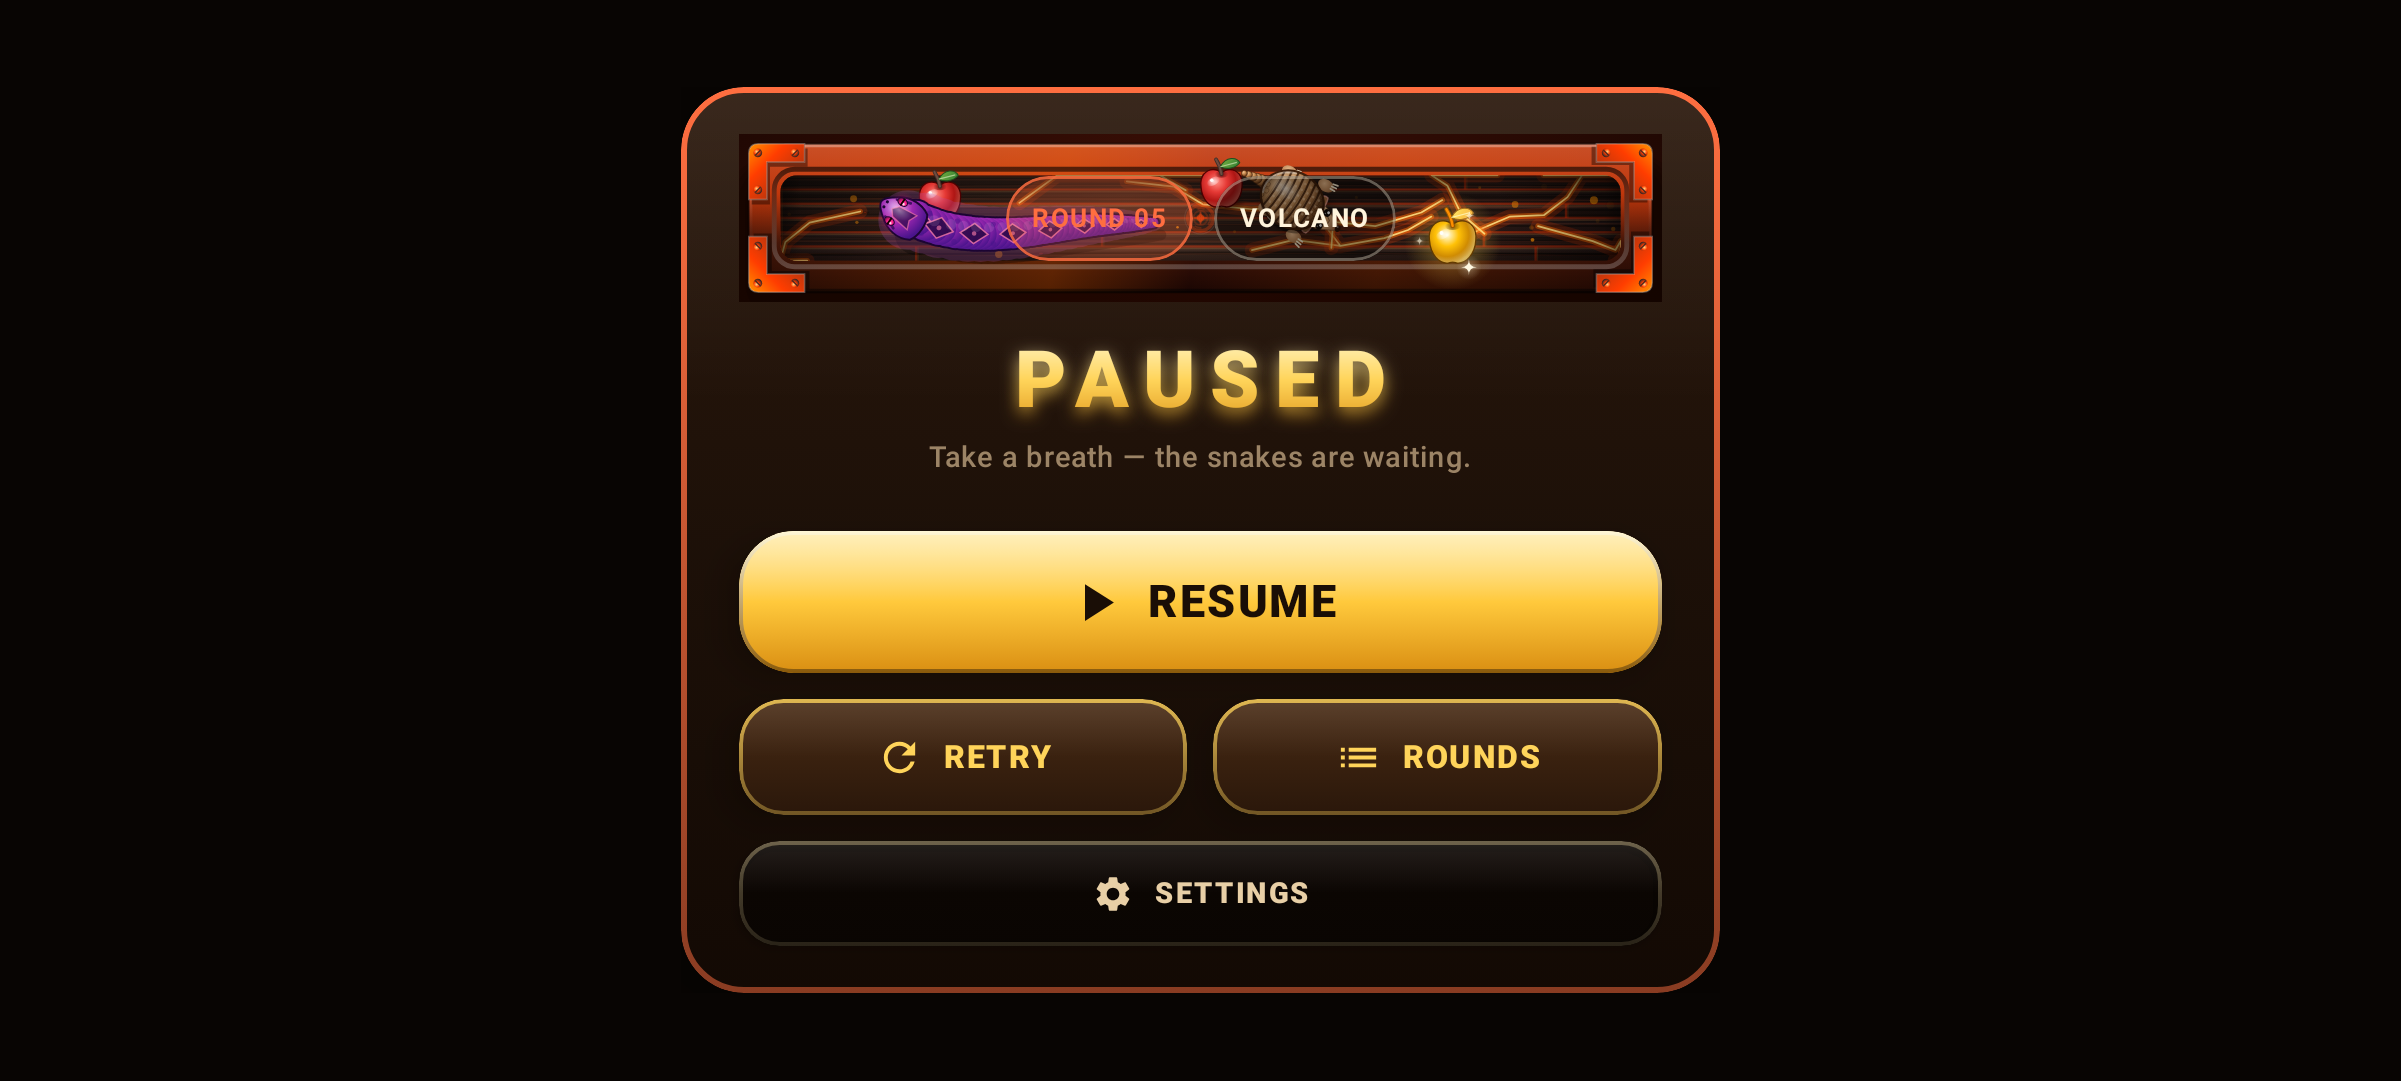 ROUND 05 VOLCANO
PAUSED
Take a breath — the snakes are waiting.
RESUME
RETRY ROUNDS
SETTINGS